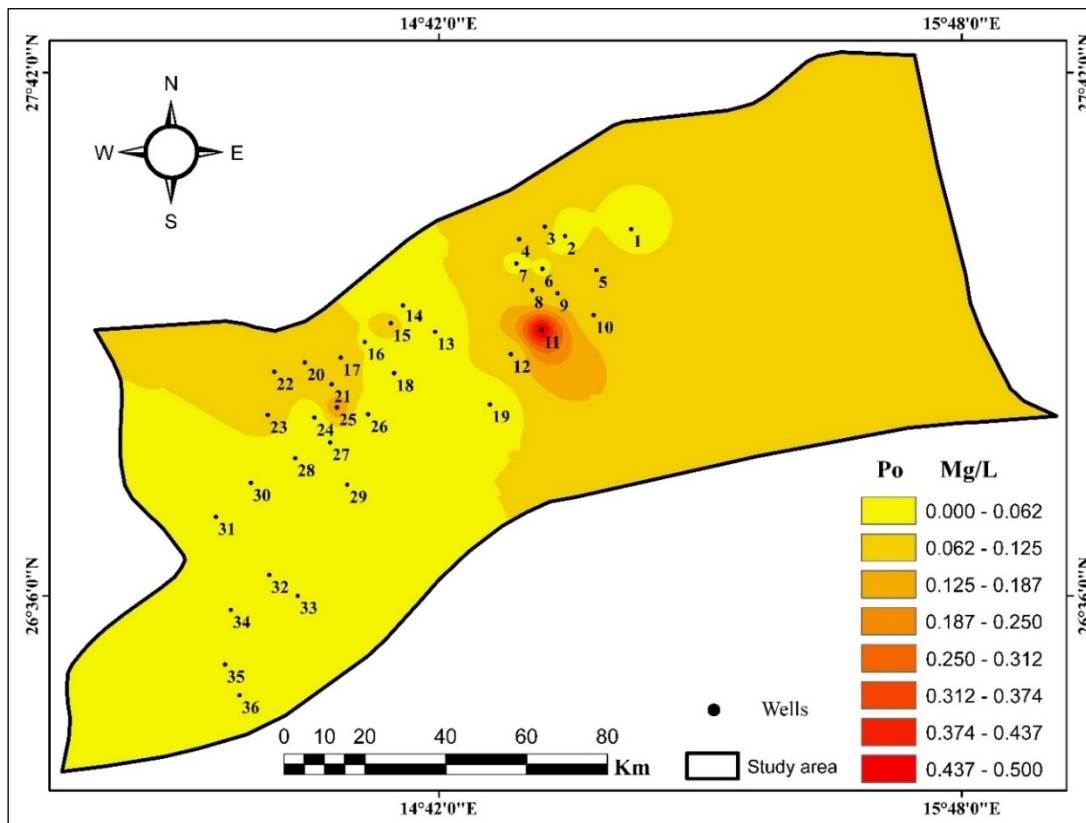 14°42'0"E 15°48'0"E
27°42'0"N 27°42'0"N
N
W E
S
3
4 2 1
7 6 5
8 9
14 10
15 13 11
16 12
17
20 18
22 21
25 19
23 24 26
27
28
30 29
31
32
33
34
35
36
26°36'0"N 26°36'0"N
Po Mg/L
0.000 - 0.062
0.062 - 0.125
0.125 - 0.187
0.187 - 0.250
0.250 - 0.312
0.312 - 0.374
0.374 - 0.437
0.437 - 0.500
Wells
Study area
0 10 20 40 60 80
Km
14°42'0"E 15°48'0"E